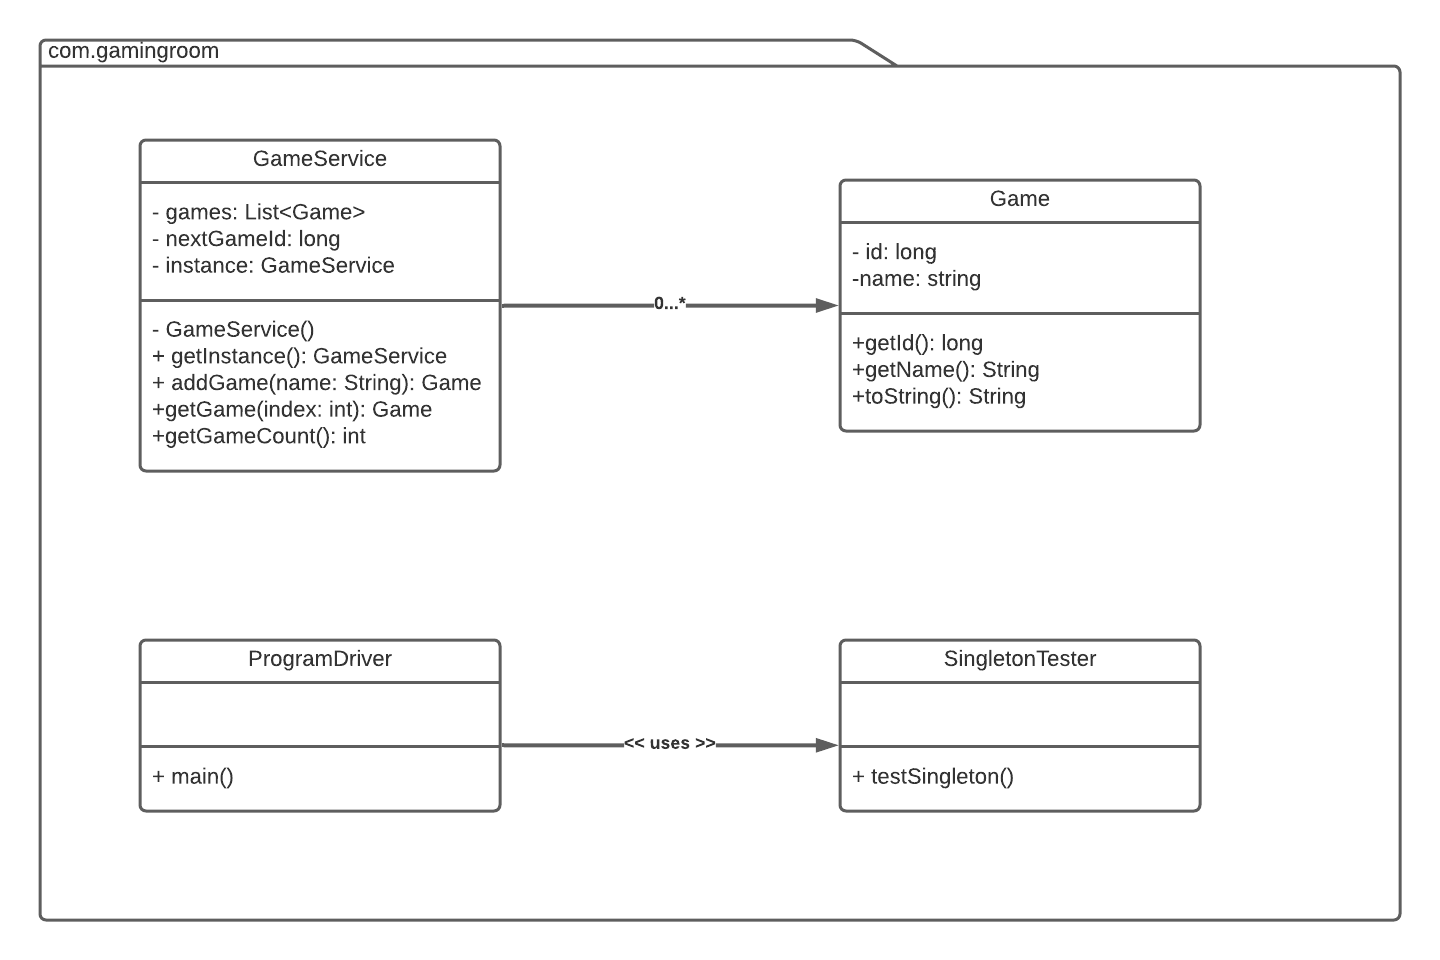 com.gamingroom
GameService
- games: List<Game>
- nextGameId: long
- instance: GameService
- GameService()
+ getInstance(): GameService
+ addGame(name: String): Game
+getGame(index: int): Game
+getGameCount(): int
0...*
Game
- id: long
-name: string
+getId(): long
+getName(): String
+toString(): String
ProgramDriver
+ main()
<< uses >>
SingletonTester
+ testSingleton()